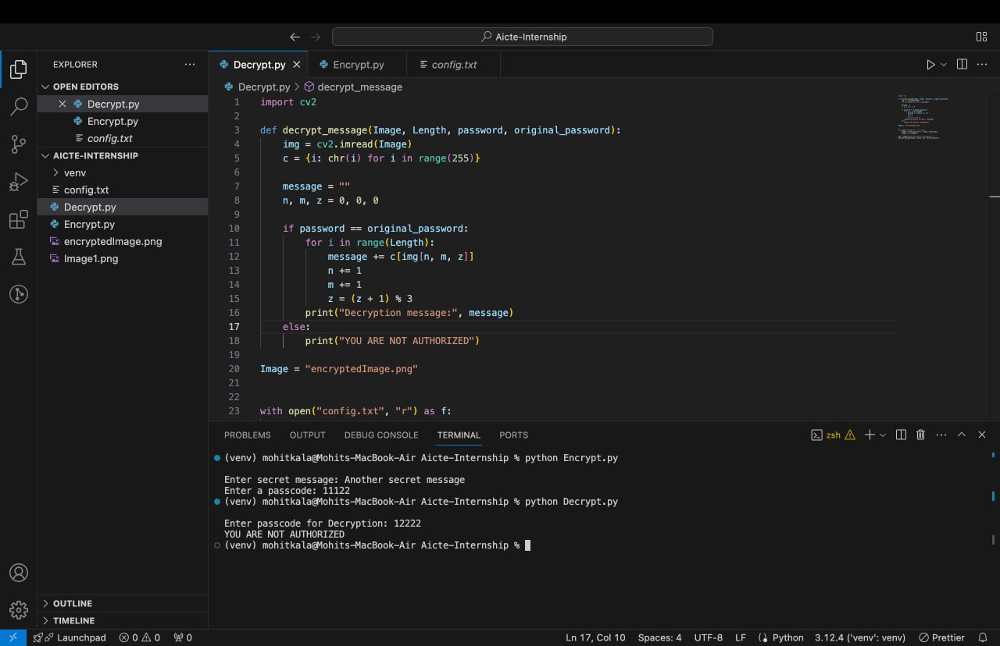 Aicte-Internship
EXPLORER
OPEN EDITORS
Decrypt.py
Encrypt.py
config.txt
AICTE-INTERNSHIP
venv
config.txt
Decrypt.py
Encrypt.py
encryptedImage.png
Image1.png
OUTLINE
TIMELINE
Decrypt.py
Encrypt.py
config.txt
Decrypt.py > decrypt_message
1 import cv2
2
3 def decrypt_message(Image, Length, password, original_password):
4 img = cv2.imread(Image)
5 c = {i: chr(i) for i in range(255)}
6
7 message = ""
8 n, m, z = 0, 0, 0
9
10 if password == original_password:
11 for i in range(Length):
12 message += c[img[n, m, z]]
13 n += 1
14 m += 1
15 z = (z + 1) % 3
16 print("Decryption message:", message)
17 else:
18 print("YOU ARE NOT AUTHORIZED")
19
20 Image = "encryptedImage.png"
21
22
23 with open("config.txt", "r") as f:
PROBLEMS OUTPUT DEBUG CONSOLE TERMINAL PORTS
zsh
(venv) mohitkala@Mohits-MacBook-Air Aicte-Internship % python Encrypt.py
Enter secret message: Another secret message
Enter a passcode: 11122
(venv) mohitkala@Mohits-MacBook-Air Aicte-Internship % python Decrypt.py
Enter passcode for Decryption: 12222
YOU ARE NOT AUTHORIZED
(venv) mohitkala@Mohits-MacBook-Air Aicte-Internship %
Launchpad 0 0 0 Ln 17, Col 10 Spaces: 4 UTF-8 LF Python 3.12.4 ('venv': venv) Prettier